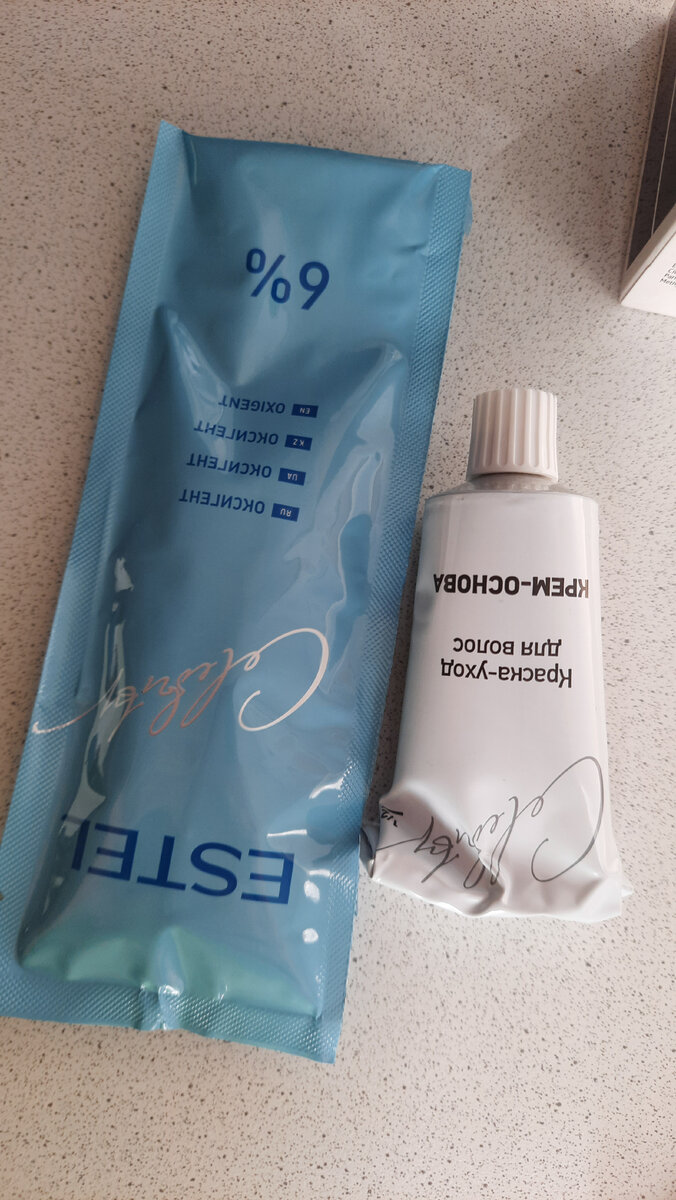 ESTEL
Celebrity
RU ОКСИГЕНТ
UA ОКСИГЕНТ
KZ ОКСИГЕНТ
EN OXIGENT
6%
Celebrity
Краска-уход
для волос
КРЕМ-ОСНОВА